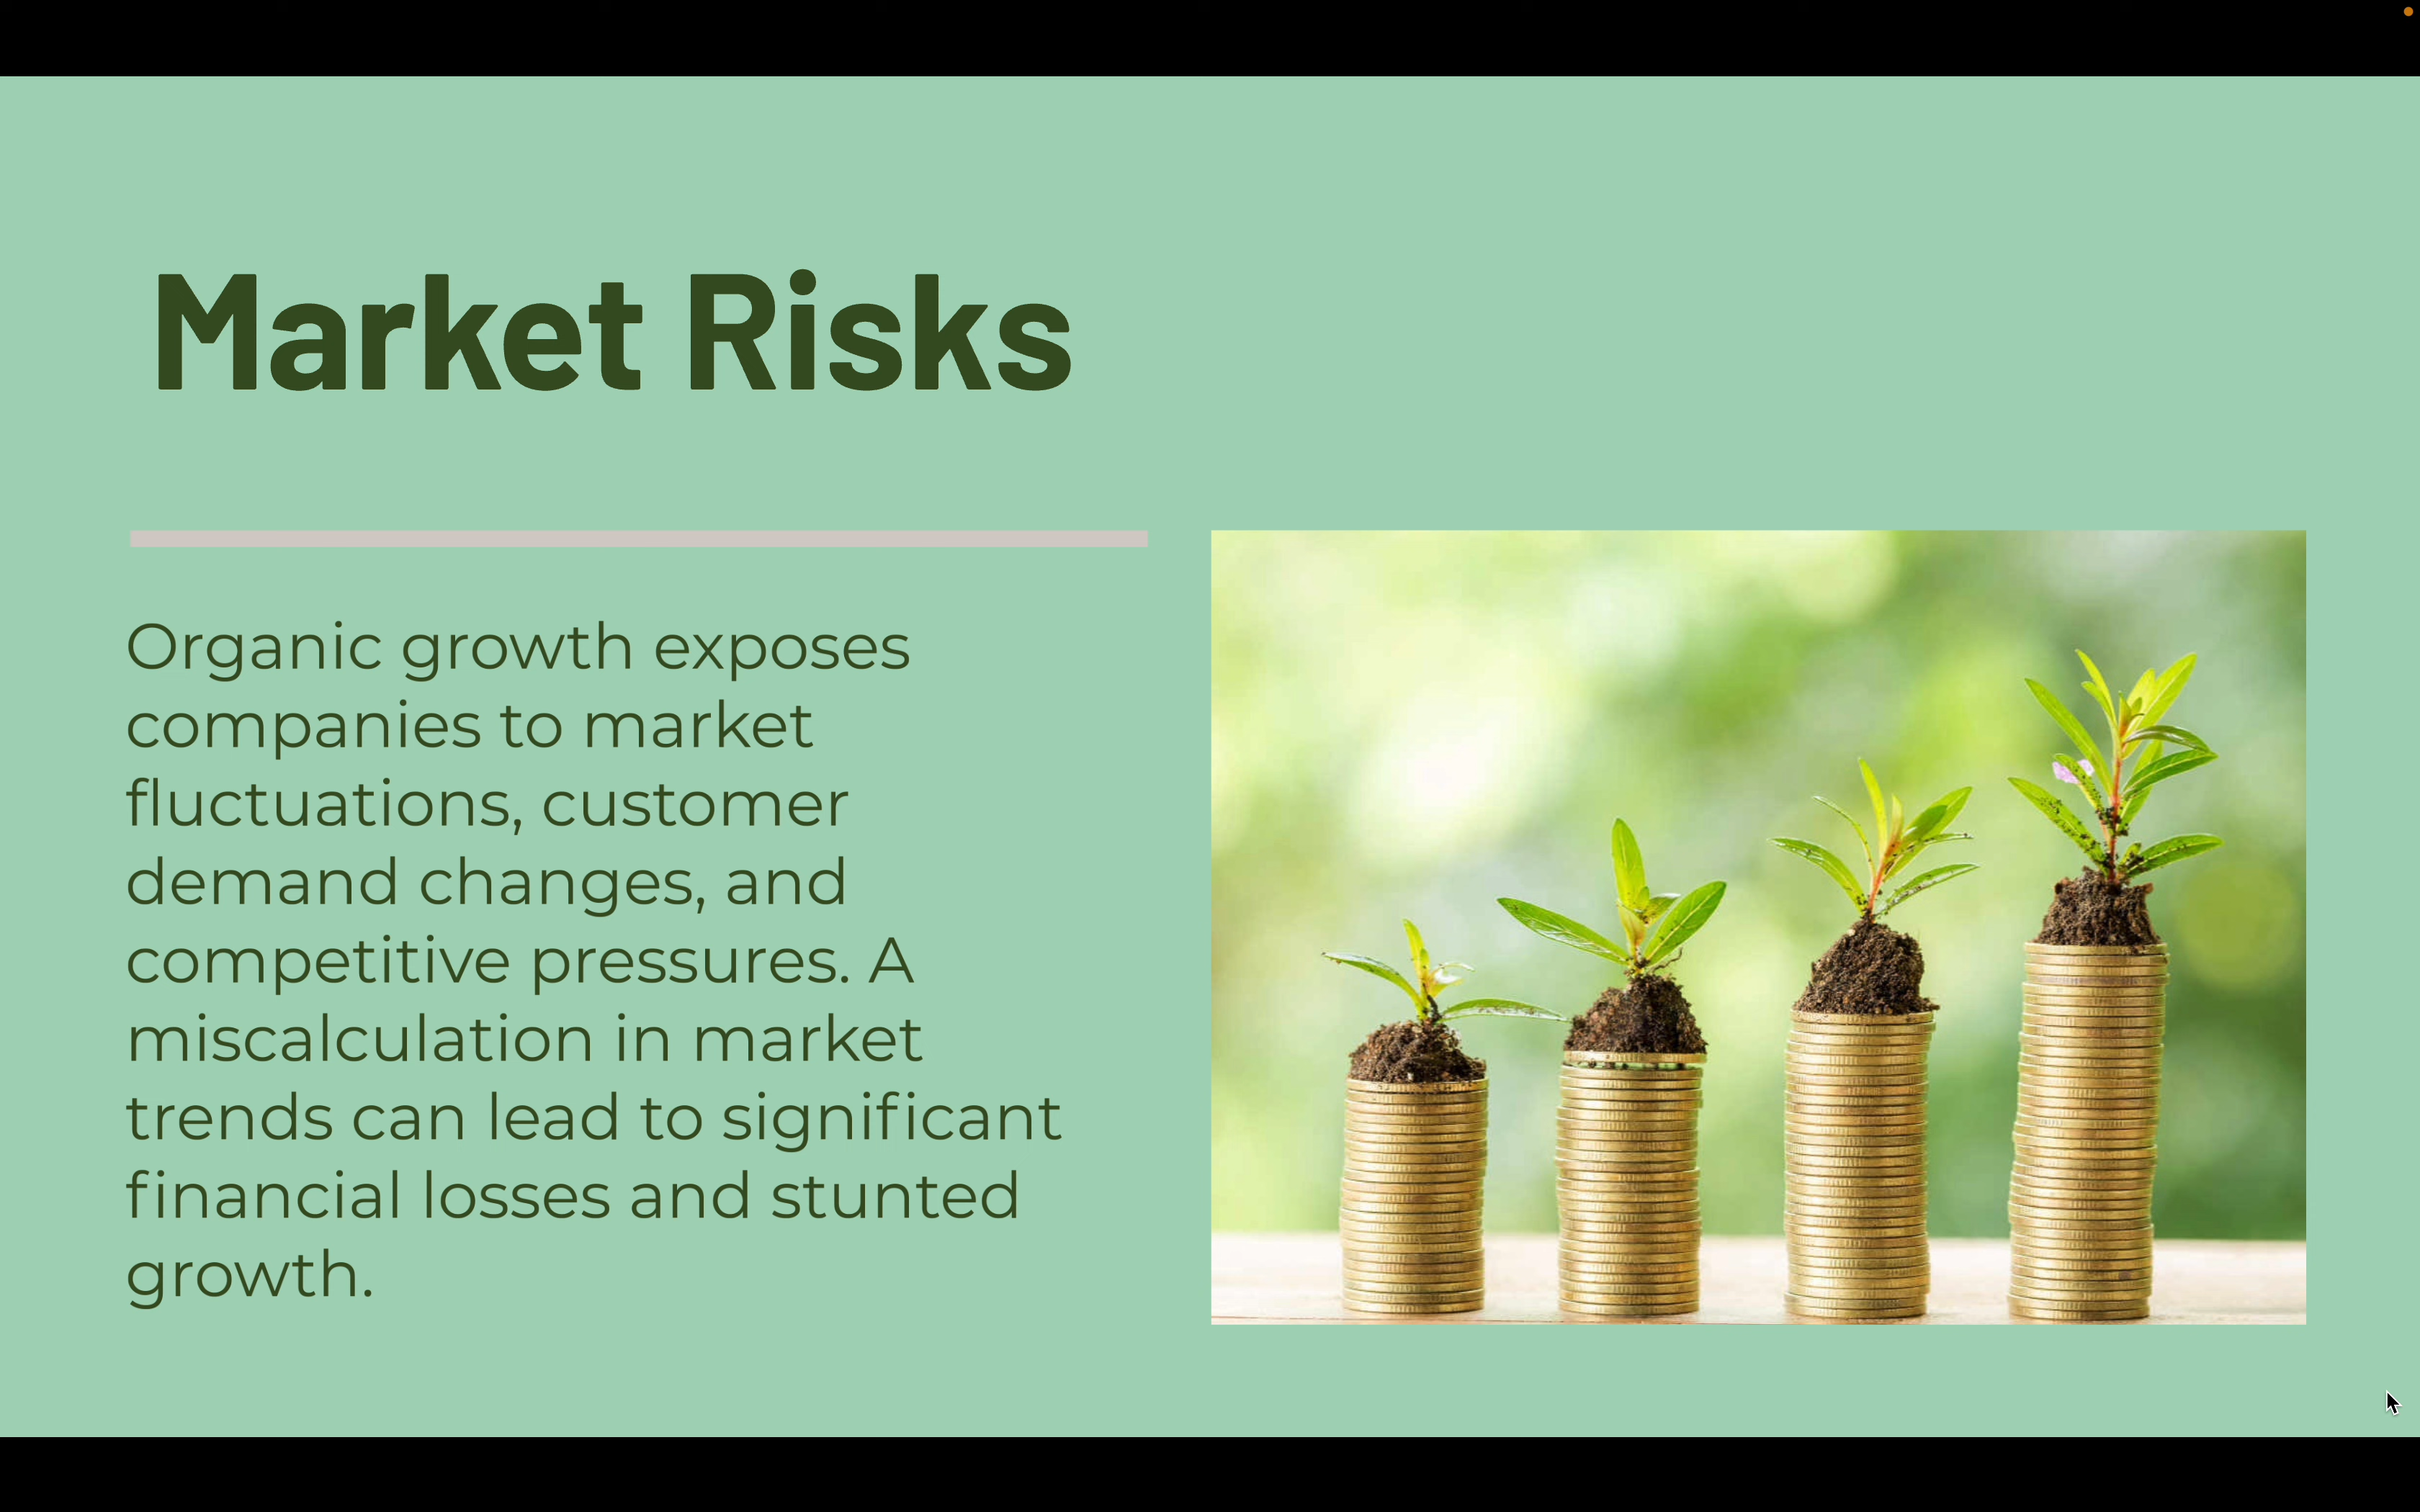 Market Risks
Organic growth exposes
companies to market
fluctuations, customer
demand changes, and
competitive pressures. A
miscalculation in market
trends can lead to significant
financial losses and stunted
growth.